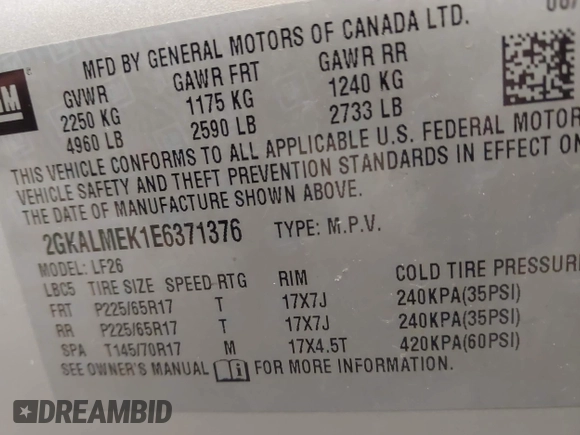 MFD BY GENERAL MOTORS OF CANADA LTD.
GVWR GAWR FRT GAWR RR
2250 KG 1175 KG 1240 KG
4960 LB 2590 LB 2733 LB
THIS VEHICLE CONFORMS TO ALL APPLICABLE U.S. FEDERAL MOTOR
VEHICLE SAFETY AND THEFT PREVENTION STANDARDS IN EFFECT ON
THE DATE OF MANUFACTURE SHOWN ABOVE.
2GKALMEK1E6371376 TYPE: M.P.V.
MODEL: LF26
LBC5 TIRE SIZE SPEED RTG RIM COLD TIRE PRESSURE
FRT P225/65R17 T 17X7J 240KPA(35PSI)
RR P225/65R17 T 17X7J 240KPA(35PSI)
SPA T145/70R17 M 17X4.5T 420KPA(60PSI)
SEE OWNER'S MANUAL FOR MORE INFORMATION.
DREAMBID